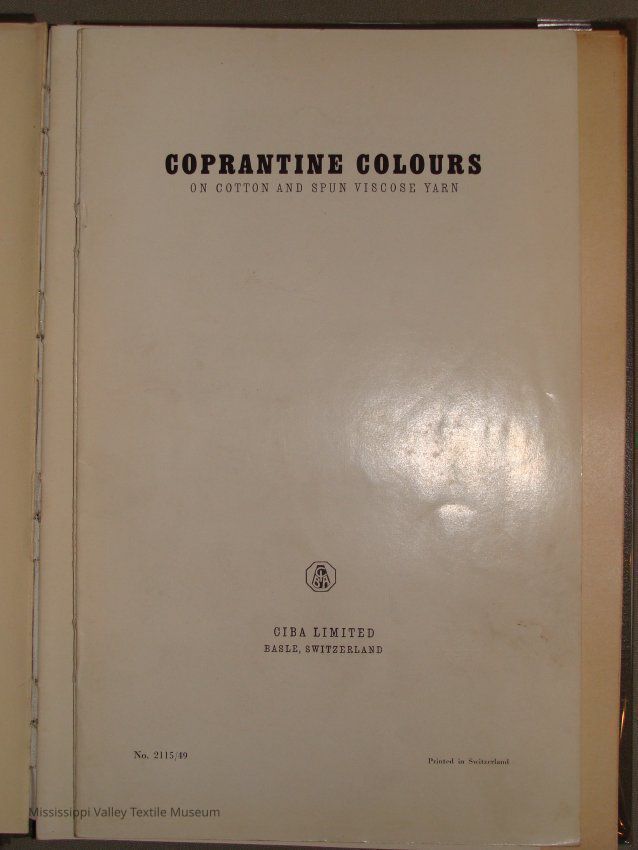 COPRANTINE COLOURS
ON COTTON AND SPUN VISCOSE YARN
CIBA
CIBA LIMITED
BASLE, SWITZERLAND
No. 2115/49
Printed in Switzerland
Mississippi Valley Textile Museum